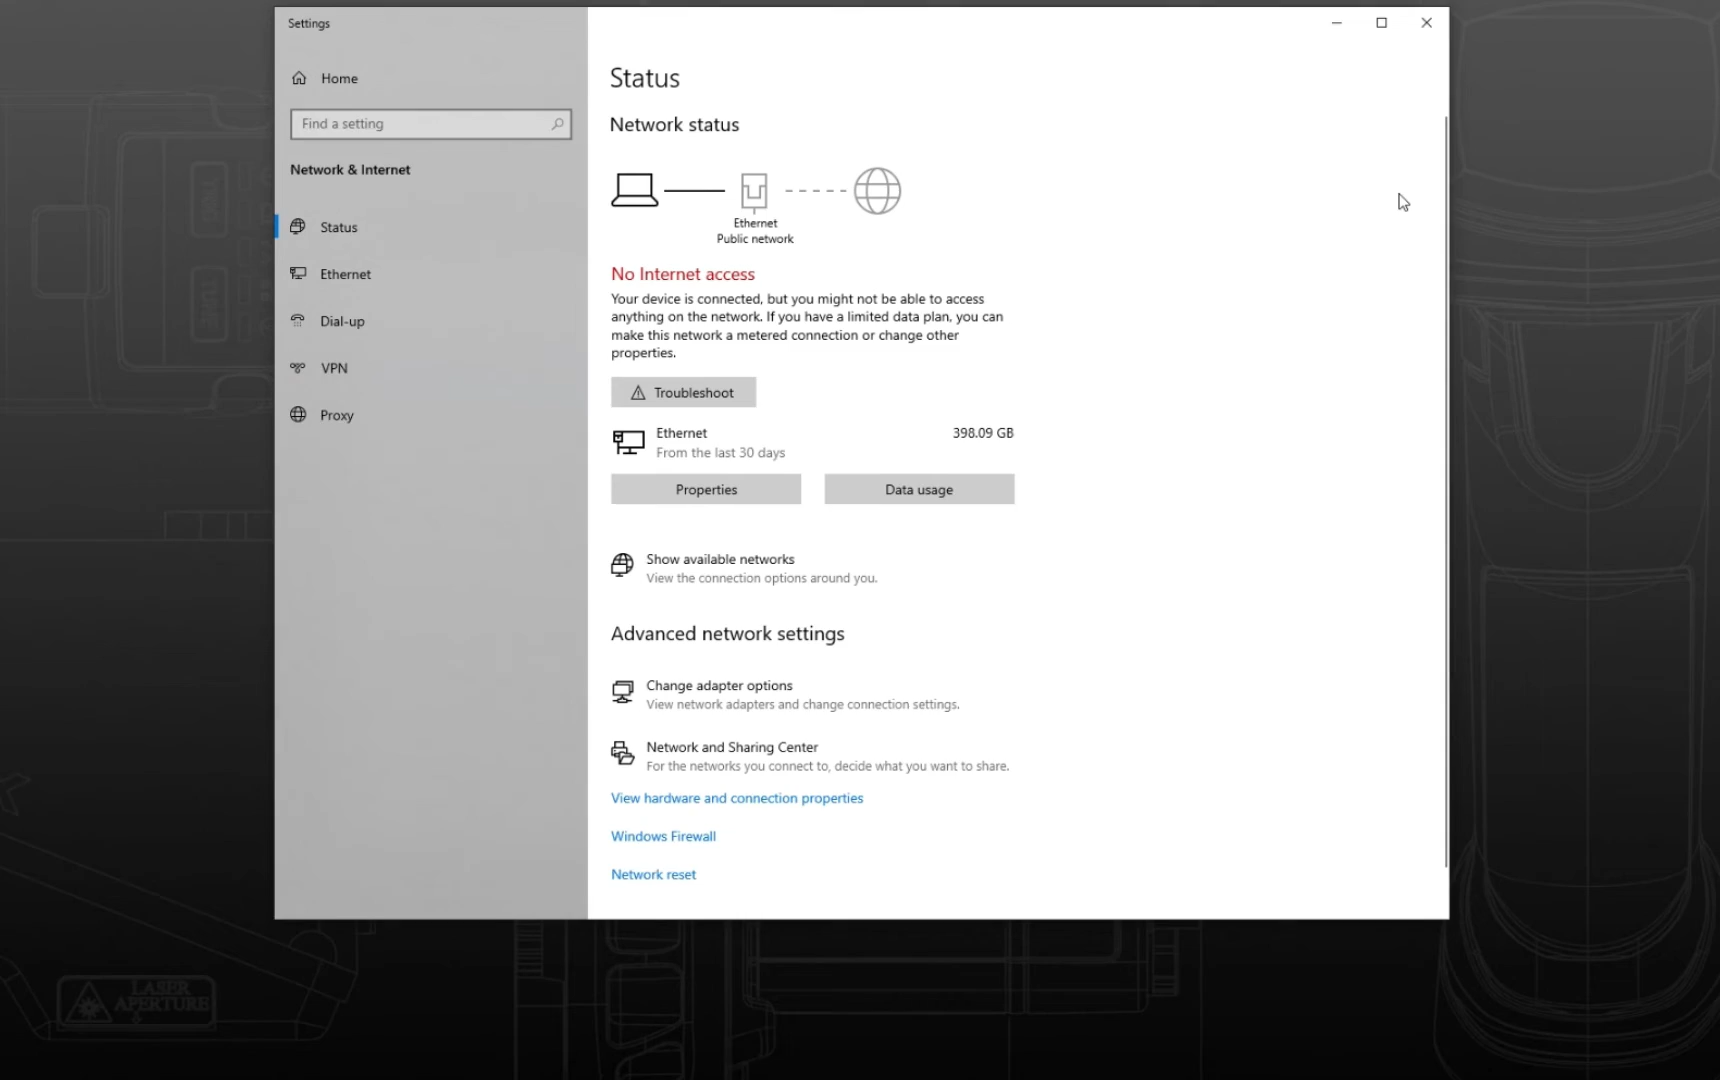 Settings
Home
Find a setting
Network & Internet
Status
Ethernet
Dial-up
VPN
Proxy
Status
Network status
Ethernet
Public network
No Internet access
Your device is connected, but you might not be able to access
anything on the network. If you have a limited data plan, you can
make this network a metered connection or change other
properties.
Troubleshoot
Ethernet
398.09 GB
From the last 30 days
Properties
Data usage
Show available networks
View the connection options around you.
Advanced network settings
Change adapter options
View network adapters and change connection settings.
Network and Sharing Center
For the networks you connect to, decide what you want to share.
View hardware and connection properties
Windows Firewall
Network reset
LASER
APERTURE